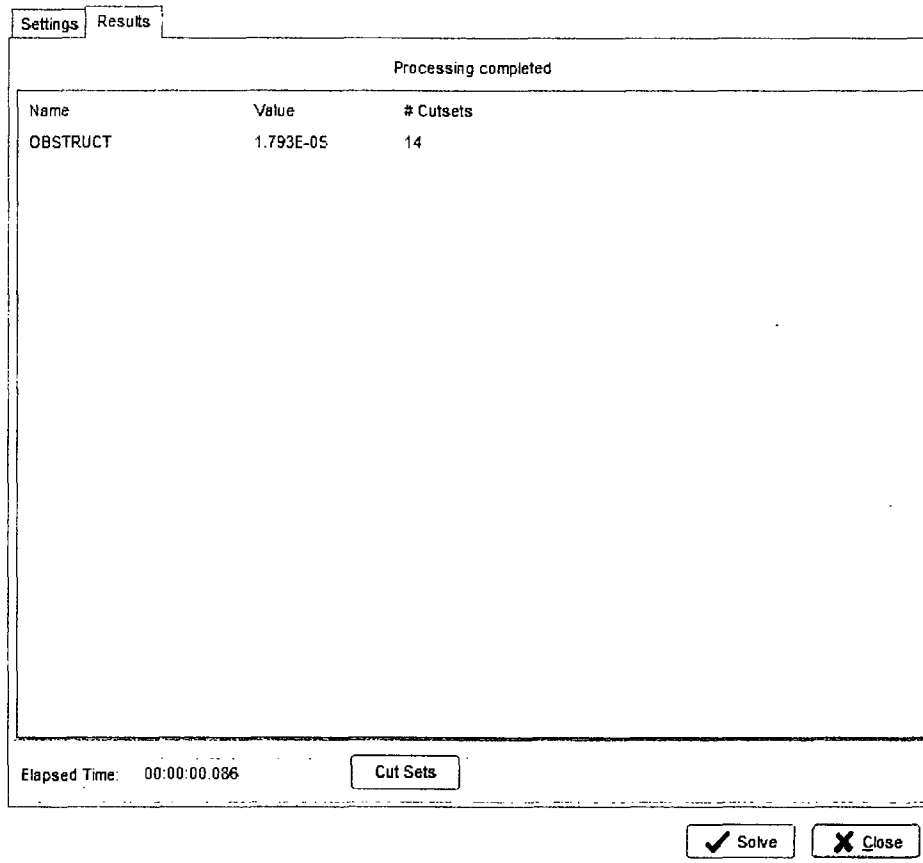 Settings Results
Processing completed
Name Value # Cutsets
OBSTRUCT 1.793E-05 14
Elapsed Time: 00:00:00.086 Cut Sets
Solve Close